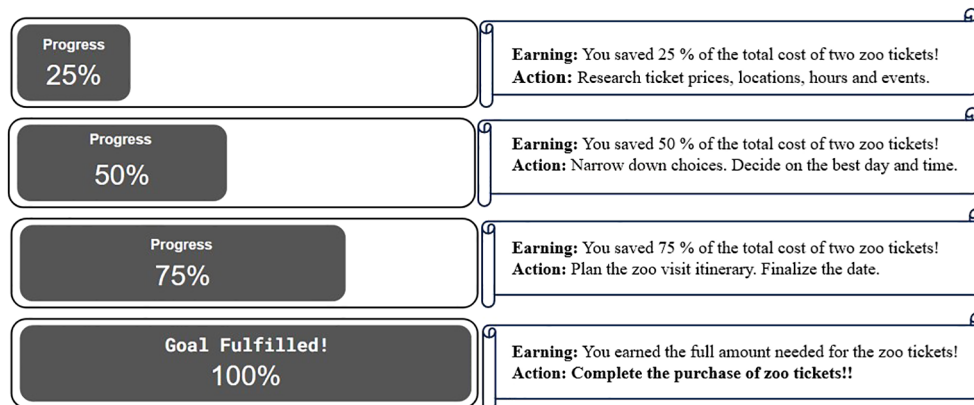 Progress
25%
Earning: You saved 25 % of the total cost of two zoo tickets!
Action: Research ticket prices, locations, hours and events.
Progress
50%
Earning: You saved 50 % of the total cost of two zoo tickets!
Action: Narrow down choices. Decide on the best day and time.
Progress
75%
Earning: You saved 75 % of the total cost of two zoo tickets!
Action: Plan the zoo visit itinerary. Finalize the date.
Goal Fulfilled!
100%
Earning: You earned the full amount needed for the zoo tickets!
Action: Complete the purchase of zoo tickets!!